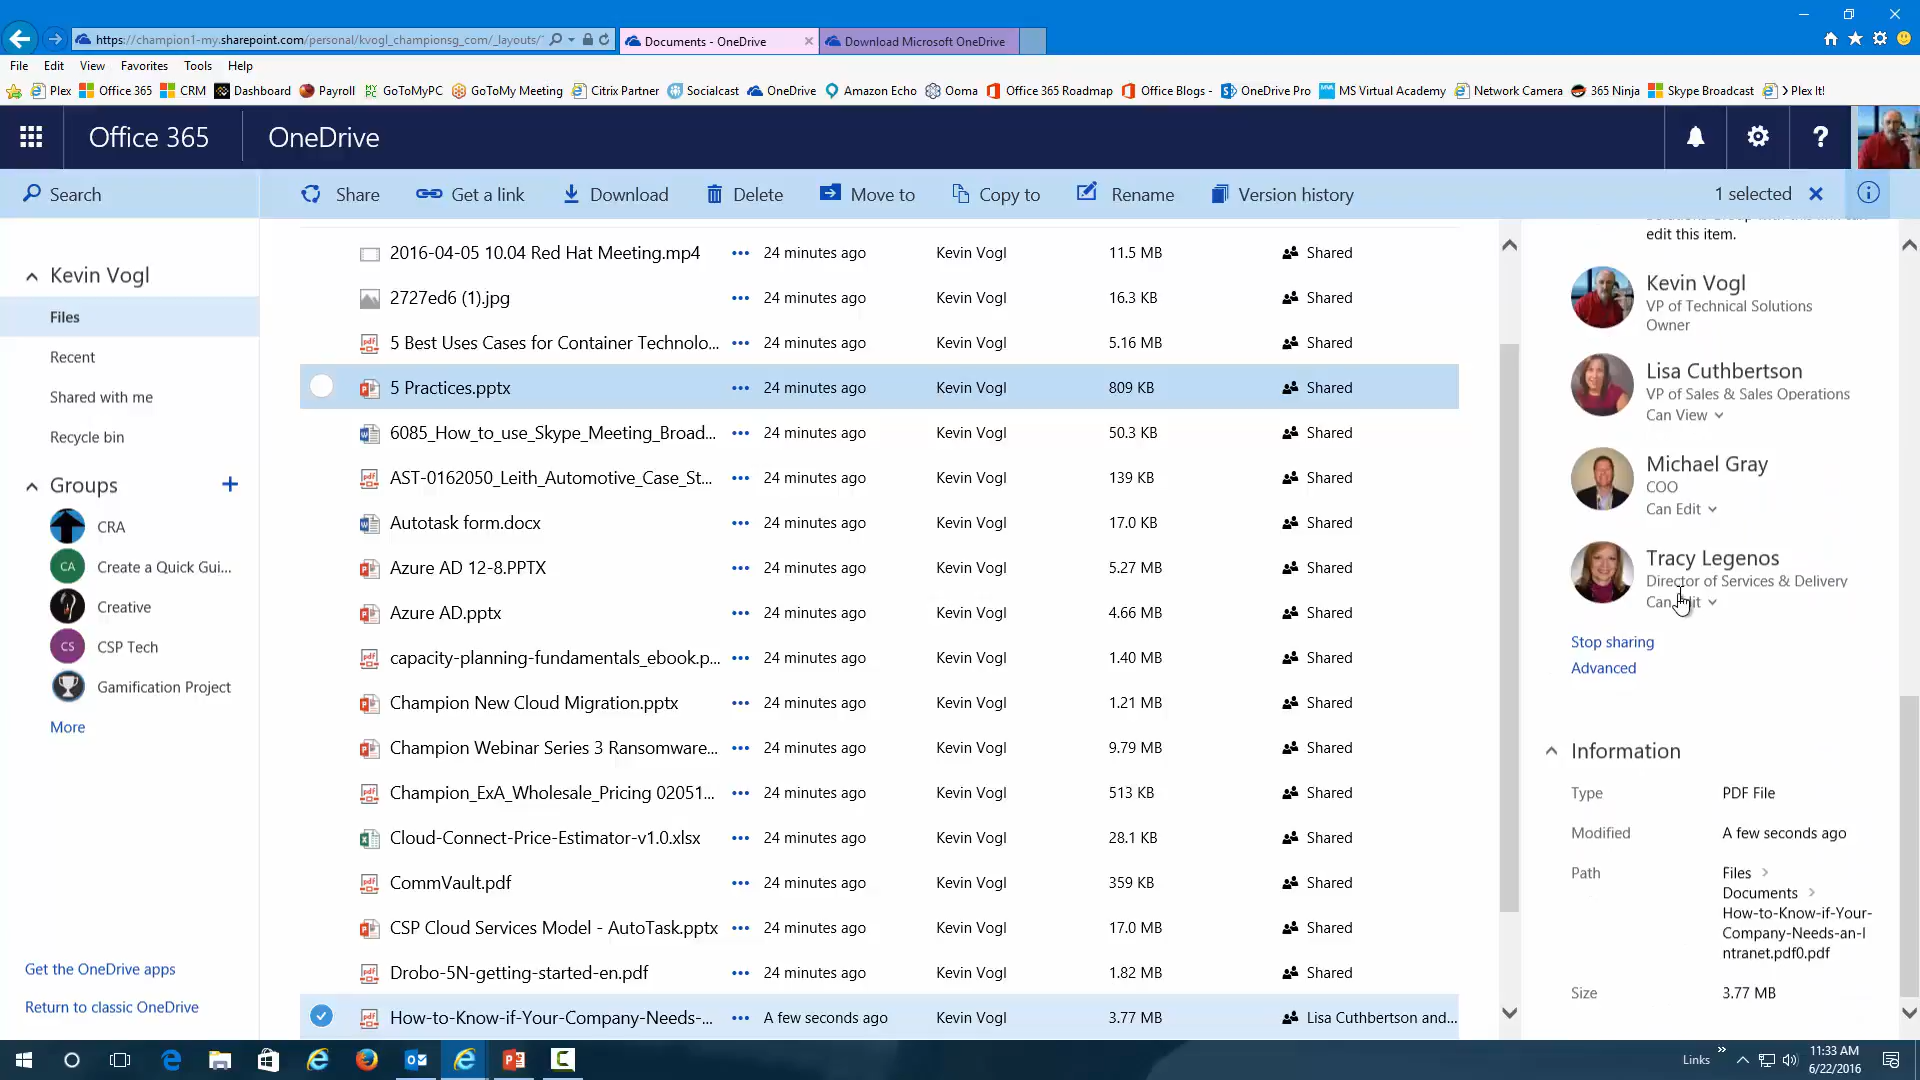 https://champion1-my.sharepoint.com/personal/kvogl_championsg_com/_layouts/
Documents - OneDrive
Download Microsoft OneDrive
File Edit View Favorites Tools Help
Plex Office 365 CRM Dashboard Payroll GoToMyPC GoToMy Meeting Citrix Partner Socialcast OneDrive Amazon Echo Ooma Office 365 Roadmap Office Blogs - OneDrive Pro MS Virtual Academy Network Camera 365 Ninja Skype Broadcast > Plex It!
Office 365 OneDrive ?
Search Share Get a link Download Delete Move to Copy to Rename Version history 1 selected
Kevin Vogl
Files
Recent
Shared with me
Recycle bin
Groups +
CRA
CA Create a Quick Gui...
Creative
CS CSP Tech
Gamification Project
More
Get the OneDrive apps
Return to classic OneDrive
2016-04-05 10.04 Red Hat Meeting.mp4 ••• 24 minutes ago Kevin Vogl 11.5 MB Shared
2727ed6 (1).jpg ••• 24 minutes ago Kevin Vogl 16.3 KB Shared
5 Best Uses Cases for Container Technolo... ••• 24 minutes ago Kevin Vogl 5.16 MB Shared
5 Practices.pptx ••• 24 minutes ago Kevin Vogl 809 KB Shared
6085_How_to_use_Skype_Meeting_Broad... ••• 24 minutes ago Kevin Vogl 50.3 KB Shared
AST-0162050_Leith_Automotive_Case_St... ••• 24 minutes ago Kevin Vogl 139 KB Shared
Autotask form.docx ••• 24 minutes ago Kevin Vogl 17.0 KB Shared
Azure AD 12-8.PPTX ••• 24 minutes ago Kevin Vogl 5.27 MB Shared
Azure AD.pptx ••• 24 minutes ago Kevin Vogl 4.66 MB Shared
capacity-planning-fundamentals_ebook.p... ••• 24 minutes ago Kevin Vogl 1.40 MB Shared
Champion New Cloud Migration.pptx ••• 24 minutes ago Kevin Vogl 1.21 MB Shared
Champion Webinar Series 3 Ransomware... ••• 24 minutes ago Kevin Vogl 9.79 MB Shared
Champion_ExA_Wholesale_Pricing 02051... ••• 24 minutes ago Kevin Vogl 513 KB Shared
Cloud-Connect-Price-Estimator-v1.0.xlsx ••• 24 minutes ago Kevin Vogl 28.1 KB Shared
CommVault.pdf ••• 24 minutes ago Kevin Vogl 359 KB Shared
CSP Cloud Services Model - AutoTask.pptx ••• 24 minutes ago Kevin Vogl 17.0 MB Shared
Drobo-5N-getting-started-en.pdf ••• 24 minutes ago Kevin Vogl 1.82 MB Shared
How-to-Know-if-Your-Company-Needs-... ••• A few seconds ago Kevin Vogl 3.77 MB Lisa Cuthbertson and...
edit this item.
Kevin Vogl
VP of Technical Solutions
Owner
Lisa Cuthbertson
VP of Sales & Sales Operations
Can View
Michael Gray
COO
Can Edit
Tracy Legenos
Director of Services & Delivery
Can Edit
Stop sharing
Advanced
Information
Type PDF File
Modified A few seconds ago
Path Files >
Documents >
How-to-Know-if-Your-
Company-Needs-an-I
ntranet.pdf0.pdf
Size 3.77 MB
Links
11:33 AM
6/22/2016